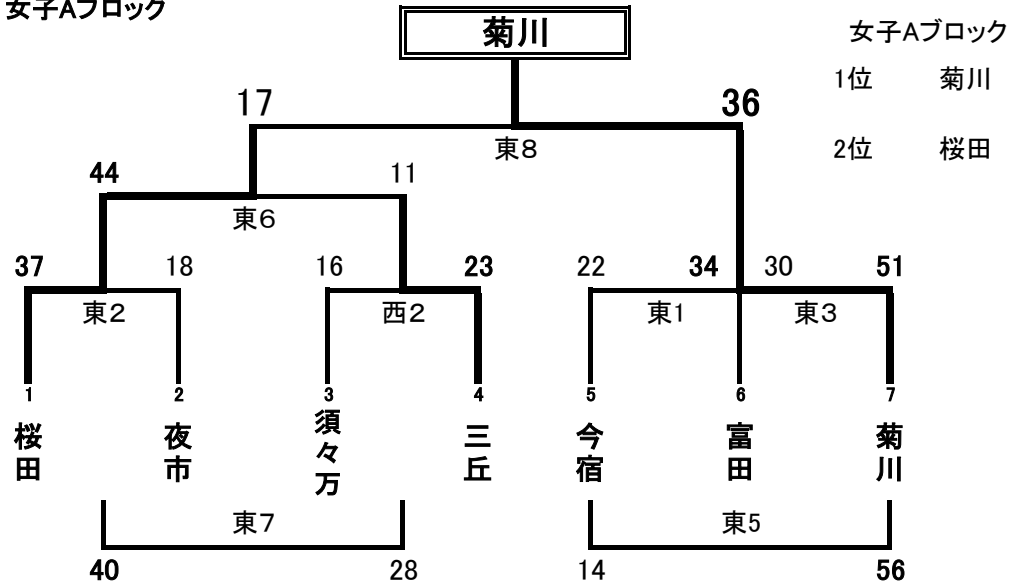 女子Aブロック
菊川
女子Aブロック
1位 菊川
2位 桜田
17 36
東8
44 11
東6
37 18 16 23 22 34 30 51
東2 西2 東1 東3
1 2 3 4 5 6 7
桜田 夜市 須々万 三丘 今宿 富田 菊川
東7 東5
40 28 14 56